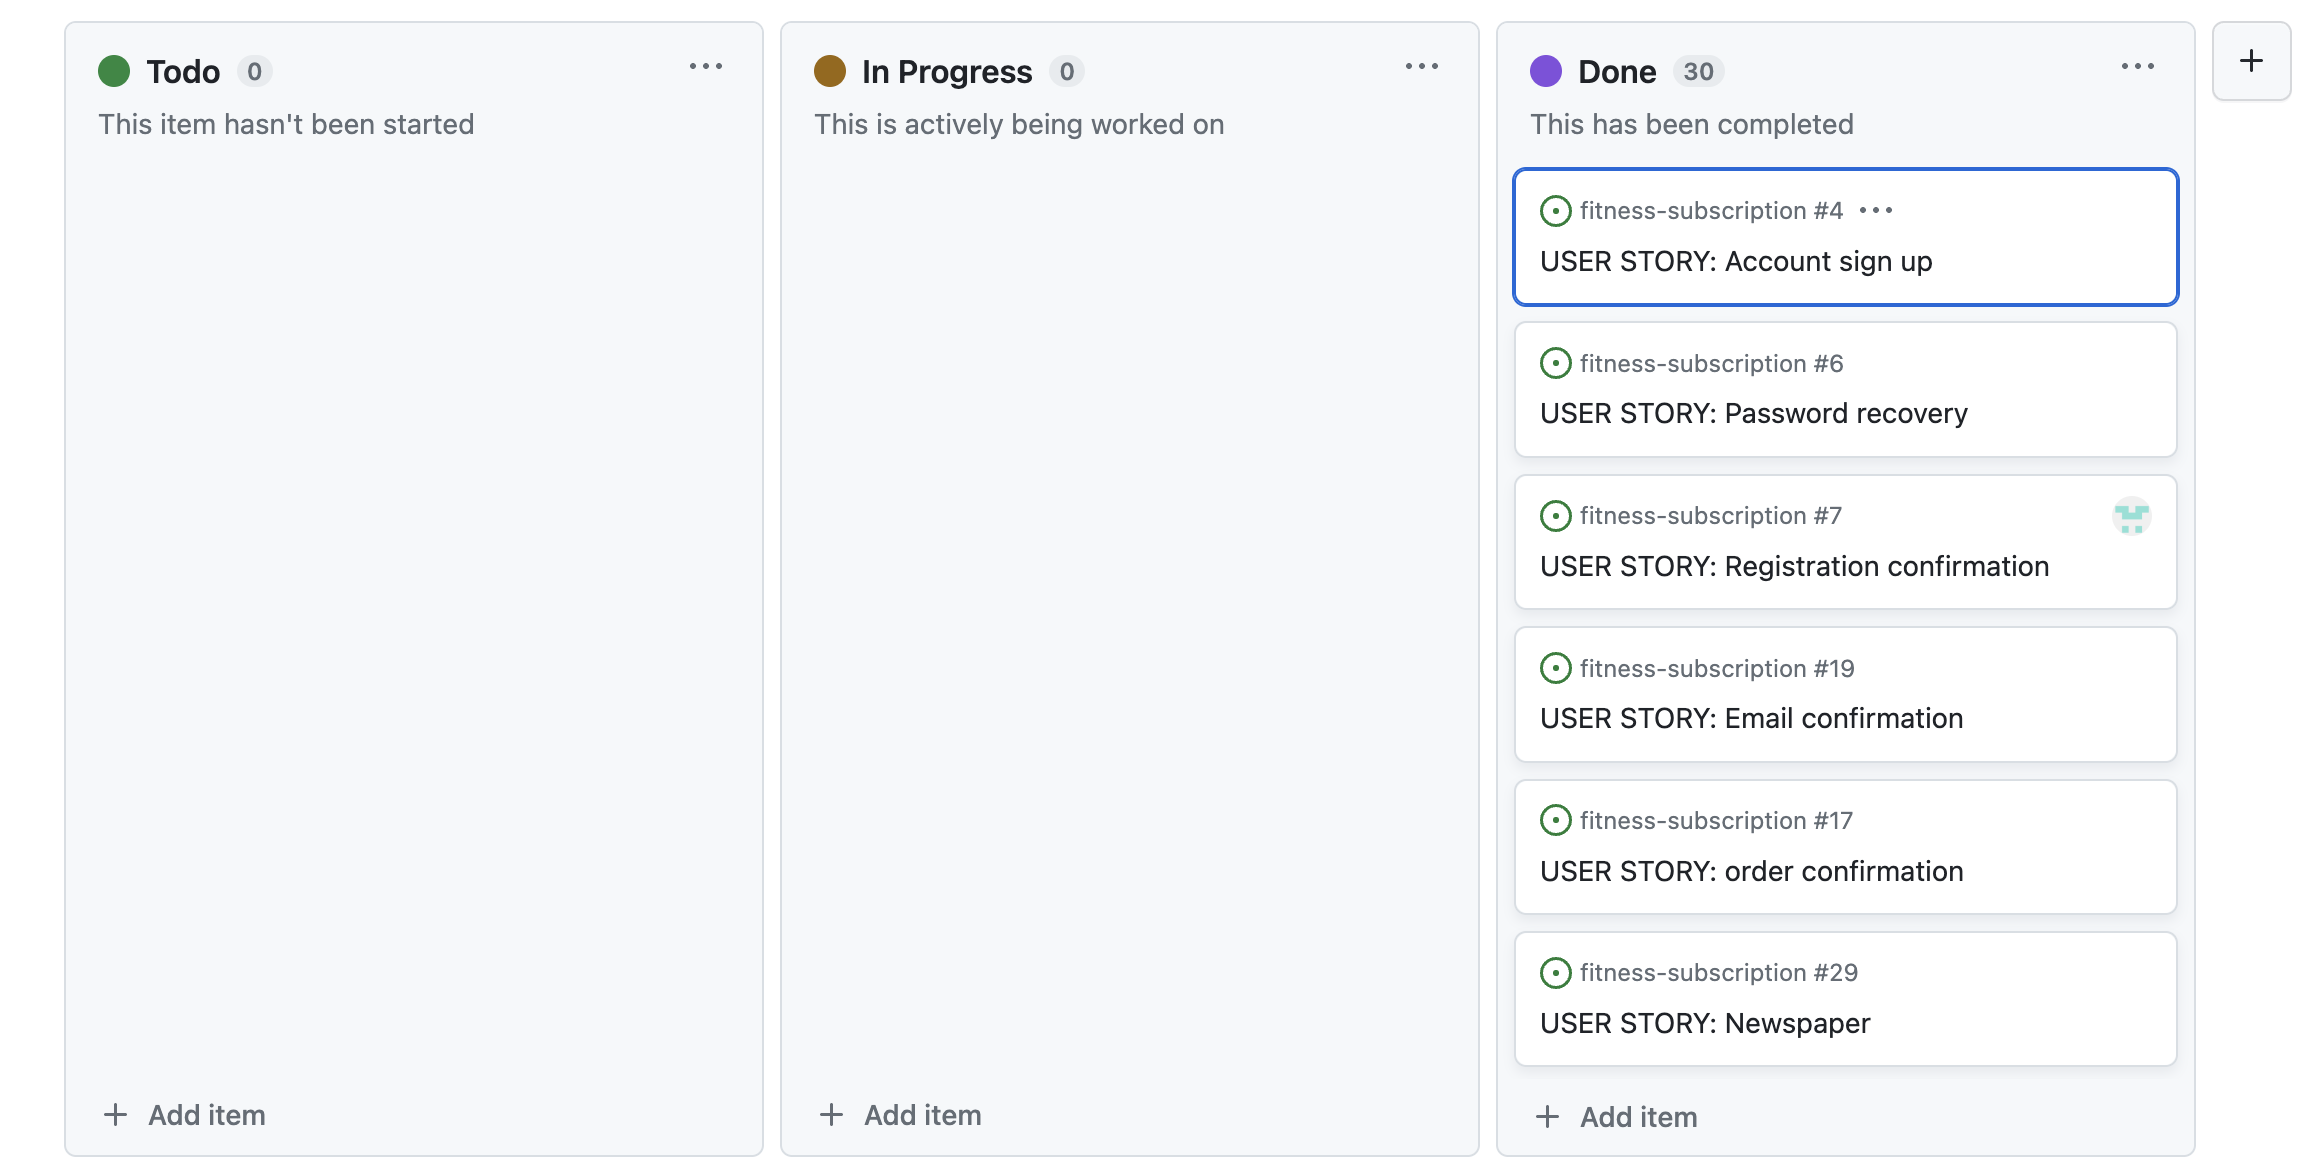 Todo 0
This item hasn't been started
Add item
In Progress 0
This is actively being worked on
Add item
Done 30
This has been completed
fitness-subscription #4
USER STORY: Account sign up
fitness-subscription #6
USER STORY: Password recovery
fitness-subscription #7
USER STORY: Registration confirmation
fitness-subscription #19
USER STORY: Email confirmation
fitness-subscription #17
USER STORY: order confirmation
fitness-subscription #29
USER STORY: Newspaper
Add item